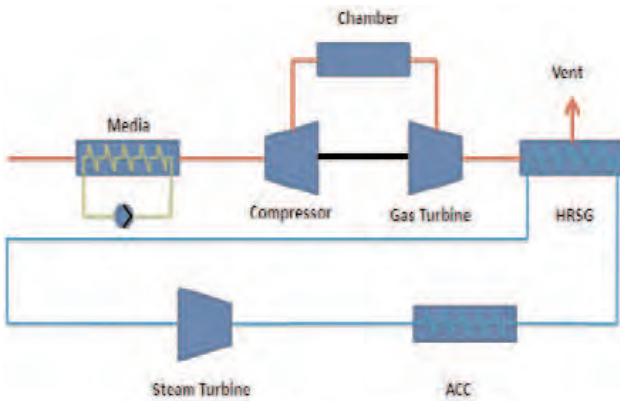 Chamber
Vent
Media
Compressor
Gas Turbine
HRSG
Steam Turbine
ACC